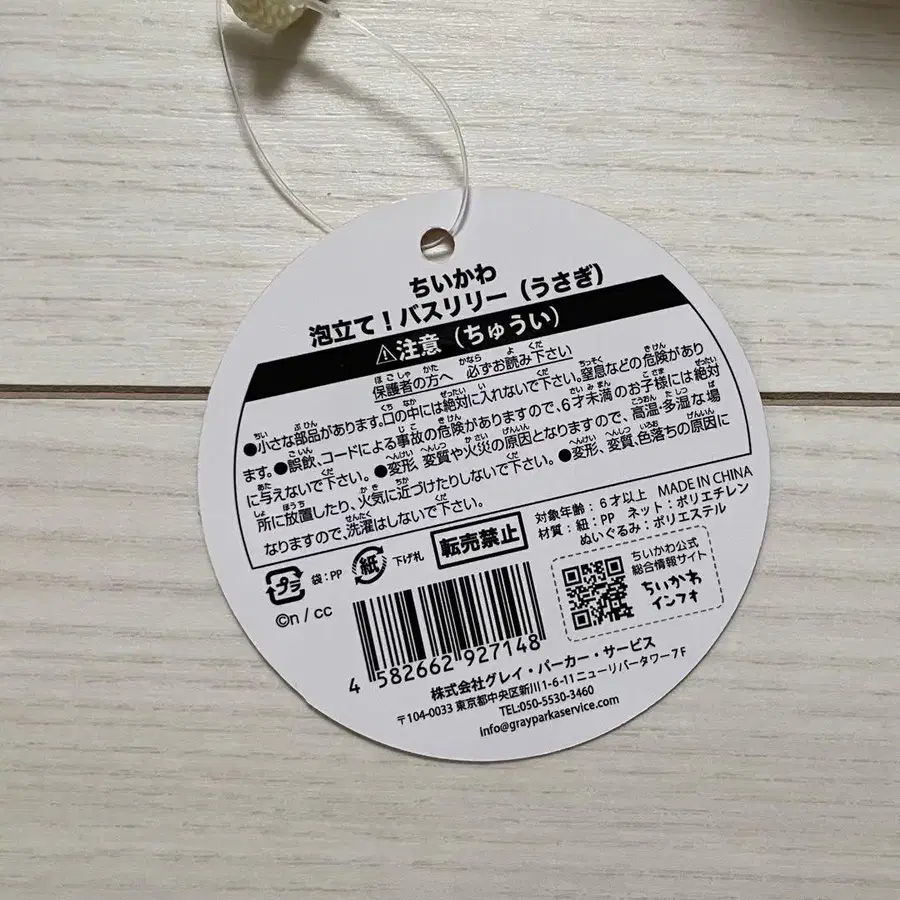 ちいかわ
泡立て!バスリリー(うさぎ)
⚠注意(ちゅうい)
保護者の方へ 必ずお読み下さい
●小さな部品があります。口の中には絶対に入れないで下さい。窒息などの危険があり
ます。●誤飲、コードによる事故の危険がありますので、6才未満のお子様には絶対
に与えないで下さい。●変形、変質や火災の原因となりますので、高温・多湿な場
所に放置したり、火気に近づけたりしないで下さい。●変形、変質、色落ちの原因に
なりますので、洗濯はしないで下さい。
対象年齢:6才以上 MADE IN CHINA
材質:紐:PP ネット:ポリエチレン
ぬいぐるみ:ポリエステル
プラ 袋:PP 紙 下げ札 転売禁止
ちいかわ公式
総合情報サイト
ちいかわ
インフォ
©n / cc
4 582662 927148
株式会社グレイ・パーカー・サービス
〒104-0033 東京都中央区新川1-6-11 ニューリバータワー7F
TEL:050-5530-3460
info@grayparkaservice.com